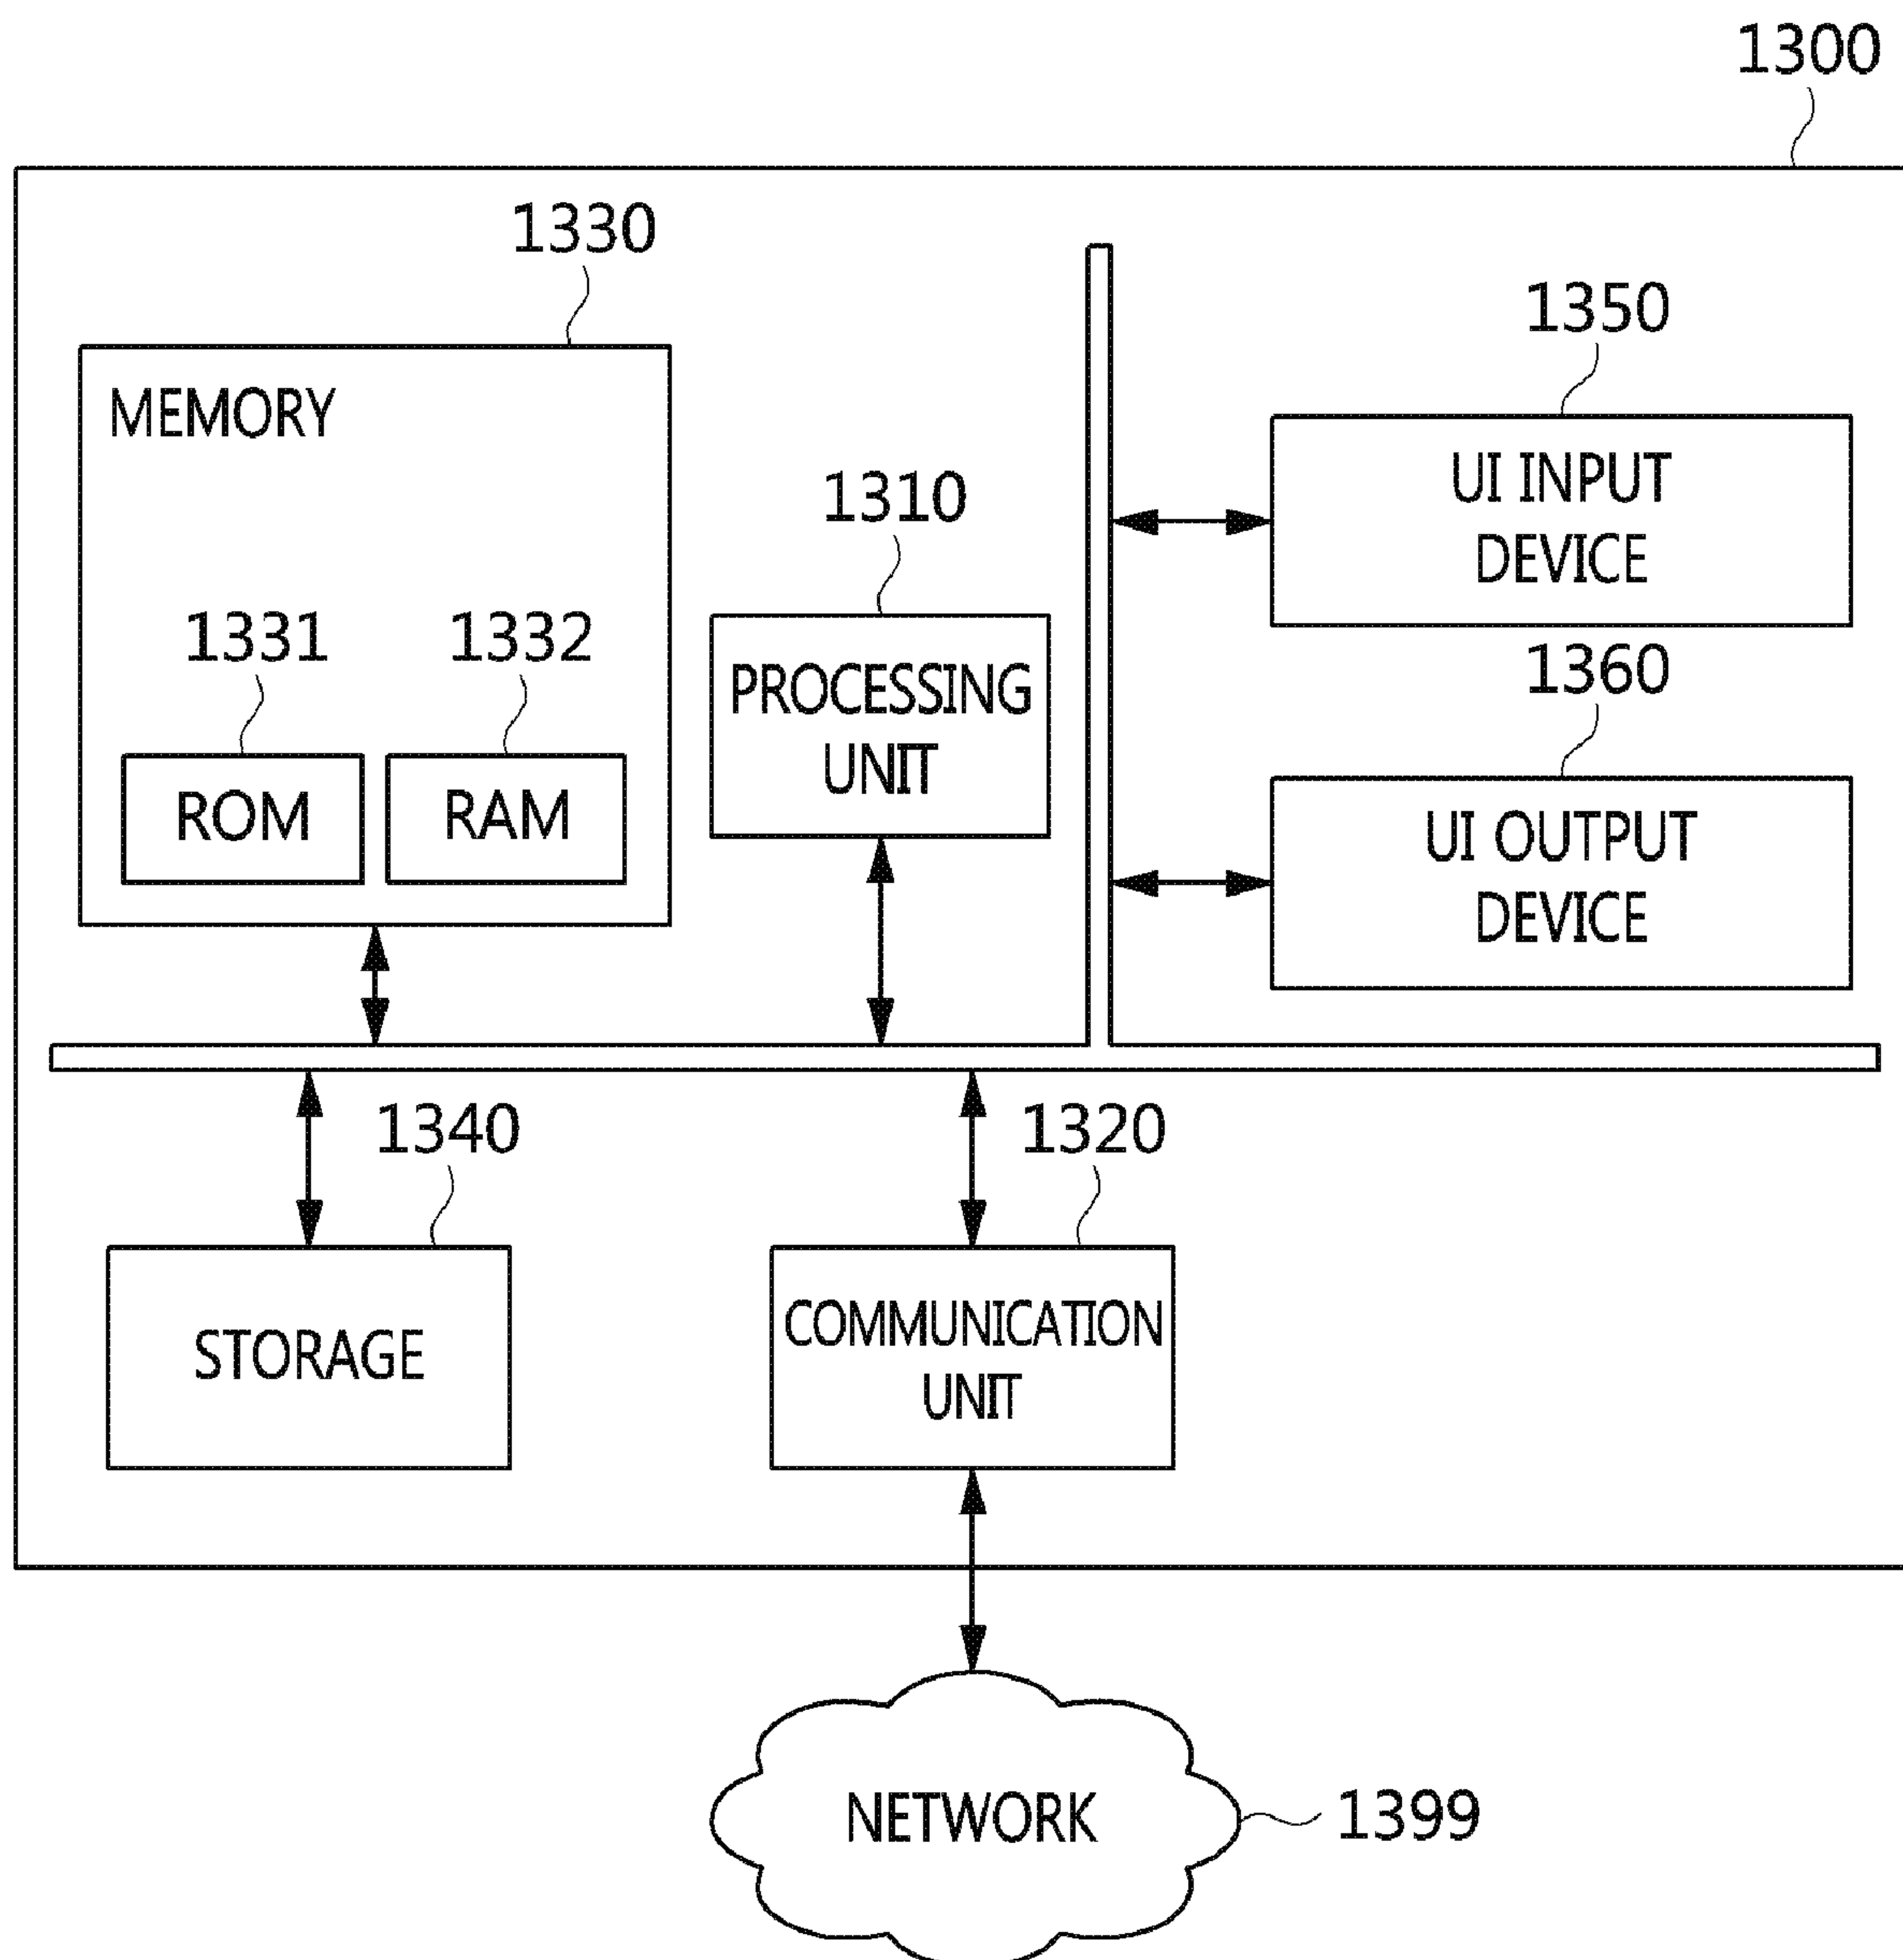 1300
1330
MEMORY
1350
UI INPUT
DEVICE
1310
PROCESSING
UNIT
1331
1332
ROM
RAM
1360
UI OUTPUT
DEVICE
1340
1320
STORAGE
COMMUNICATION
UNIT
NETWORK
1399